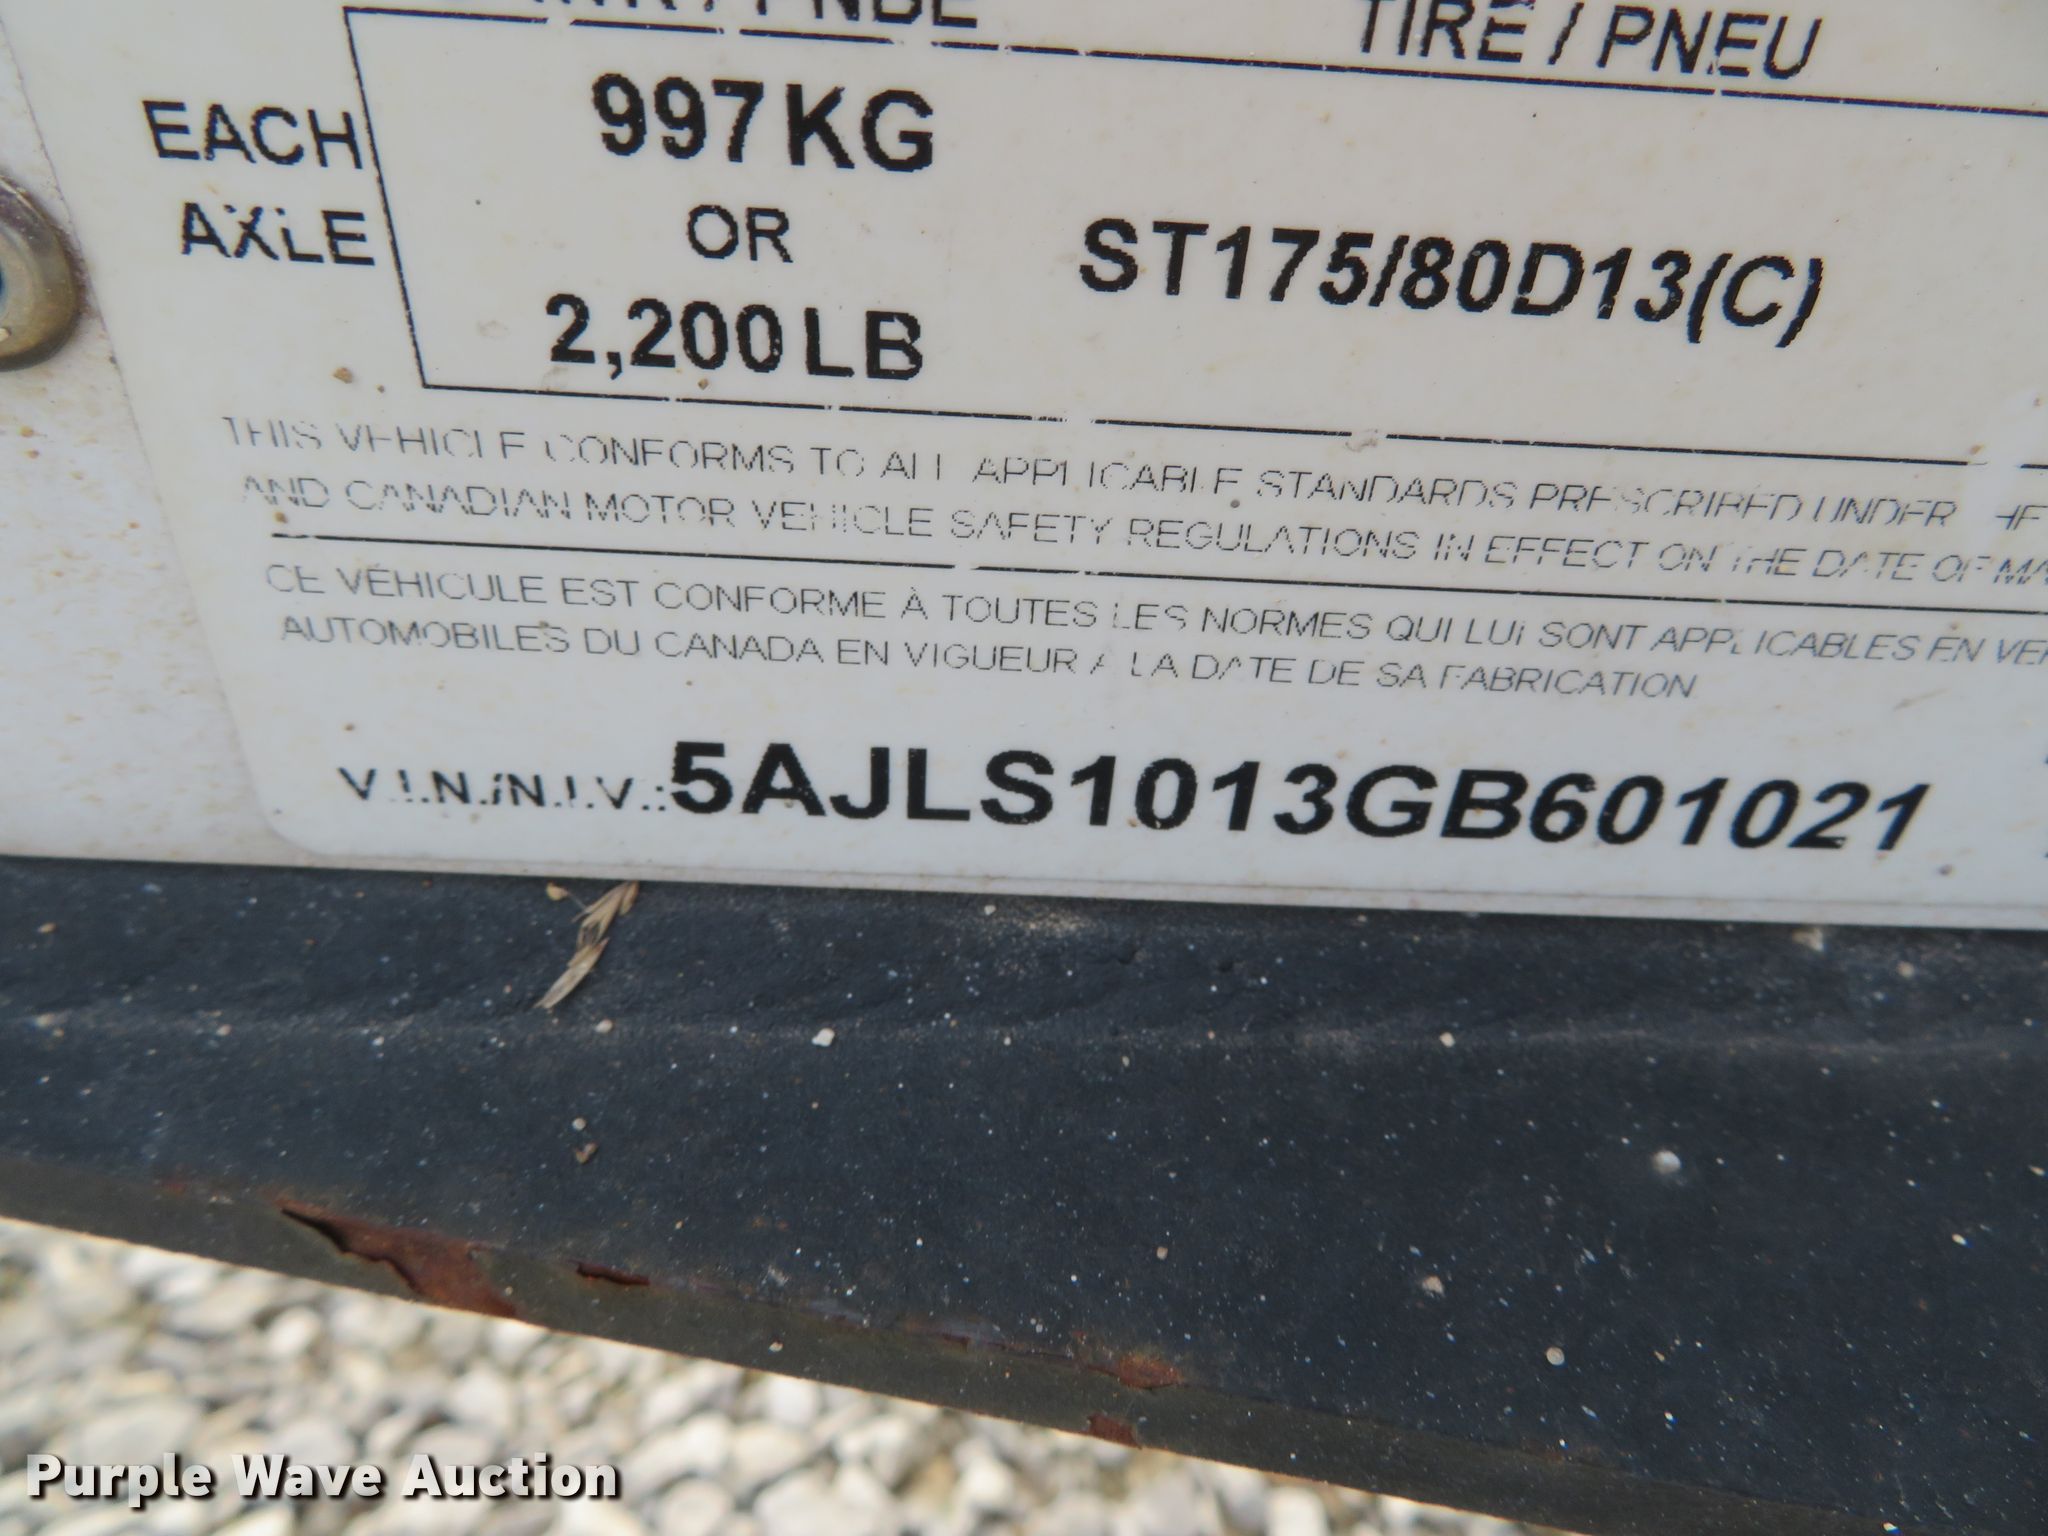 TIRE / PNEU
EACH
AXLE
997KG
OR
2,200LB
ST175/80D13(C)
THIS VEHICLE CONFORMS TO ALL APPLICABLE STANDARDS PRESCRIBED UNDER
AND CANADIAN MOTOR VEHICLE SAFETY REGULATIONS IN EFFECT ON THE DATE OF
CE VÉHICULE EST CONFORME À TOUTES LES NORMES QUI LUI SONT APPLICABLES EN
AUTOMOBILES DU CANADA EN VIGUEUR A LA DATE DE SA FABRICATION
V.I.N./N.I.V.:5AJLS1013GB601021
Purple Wave Auction